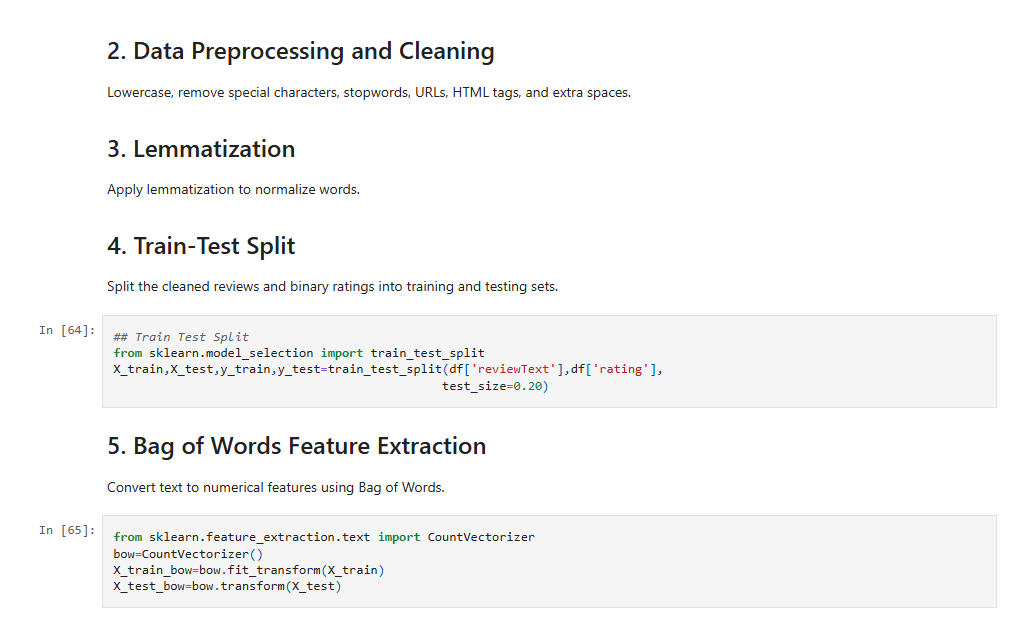 2. Data Preprocessing and Cleaning
Lowercase, remove special characters, stopwords, URLs, HTML tags, and extra spaces.
3. Lemmatization
Apply lemmatization to normalize words.
4. Train-Test Split
Split the cleaned reviews and binary ratings into training and testing sets.
In [64]:
## Train Test Split
from sklearn.model_selection import train_test_split
X_train,X_test,y_train,y_test=train_test_split(df['reviewText'],df['rating'],
test_size=0.20)
5. Bag of Words Feature Extraction
Convert text to numerical features using Bag of Words.
In [65]:
from sklearn.feature_extraction.text import CountVectorizer
bow=CountVectorizer()
X_train_bow=bow.fit_transform(X_train)
X_test_bow=bow.transform(X_test)